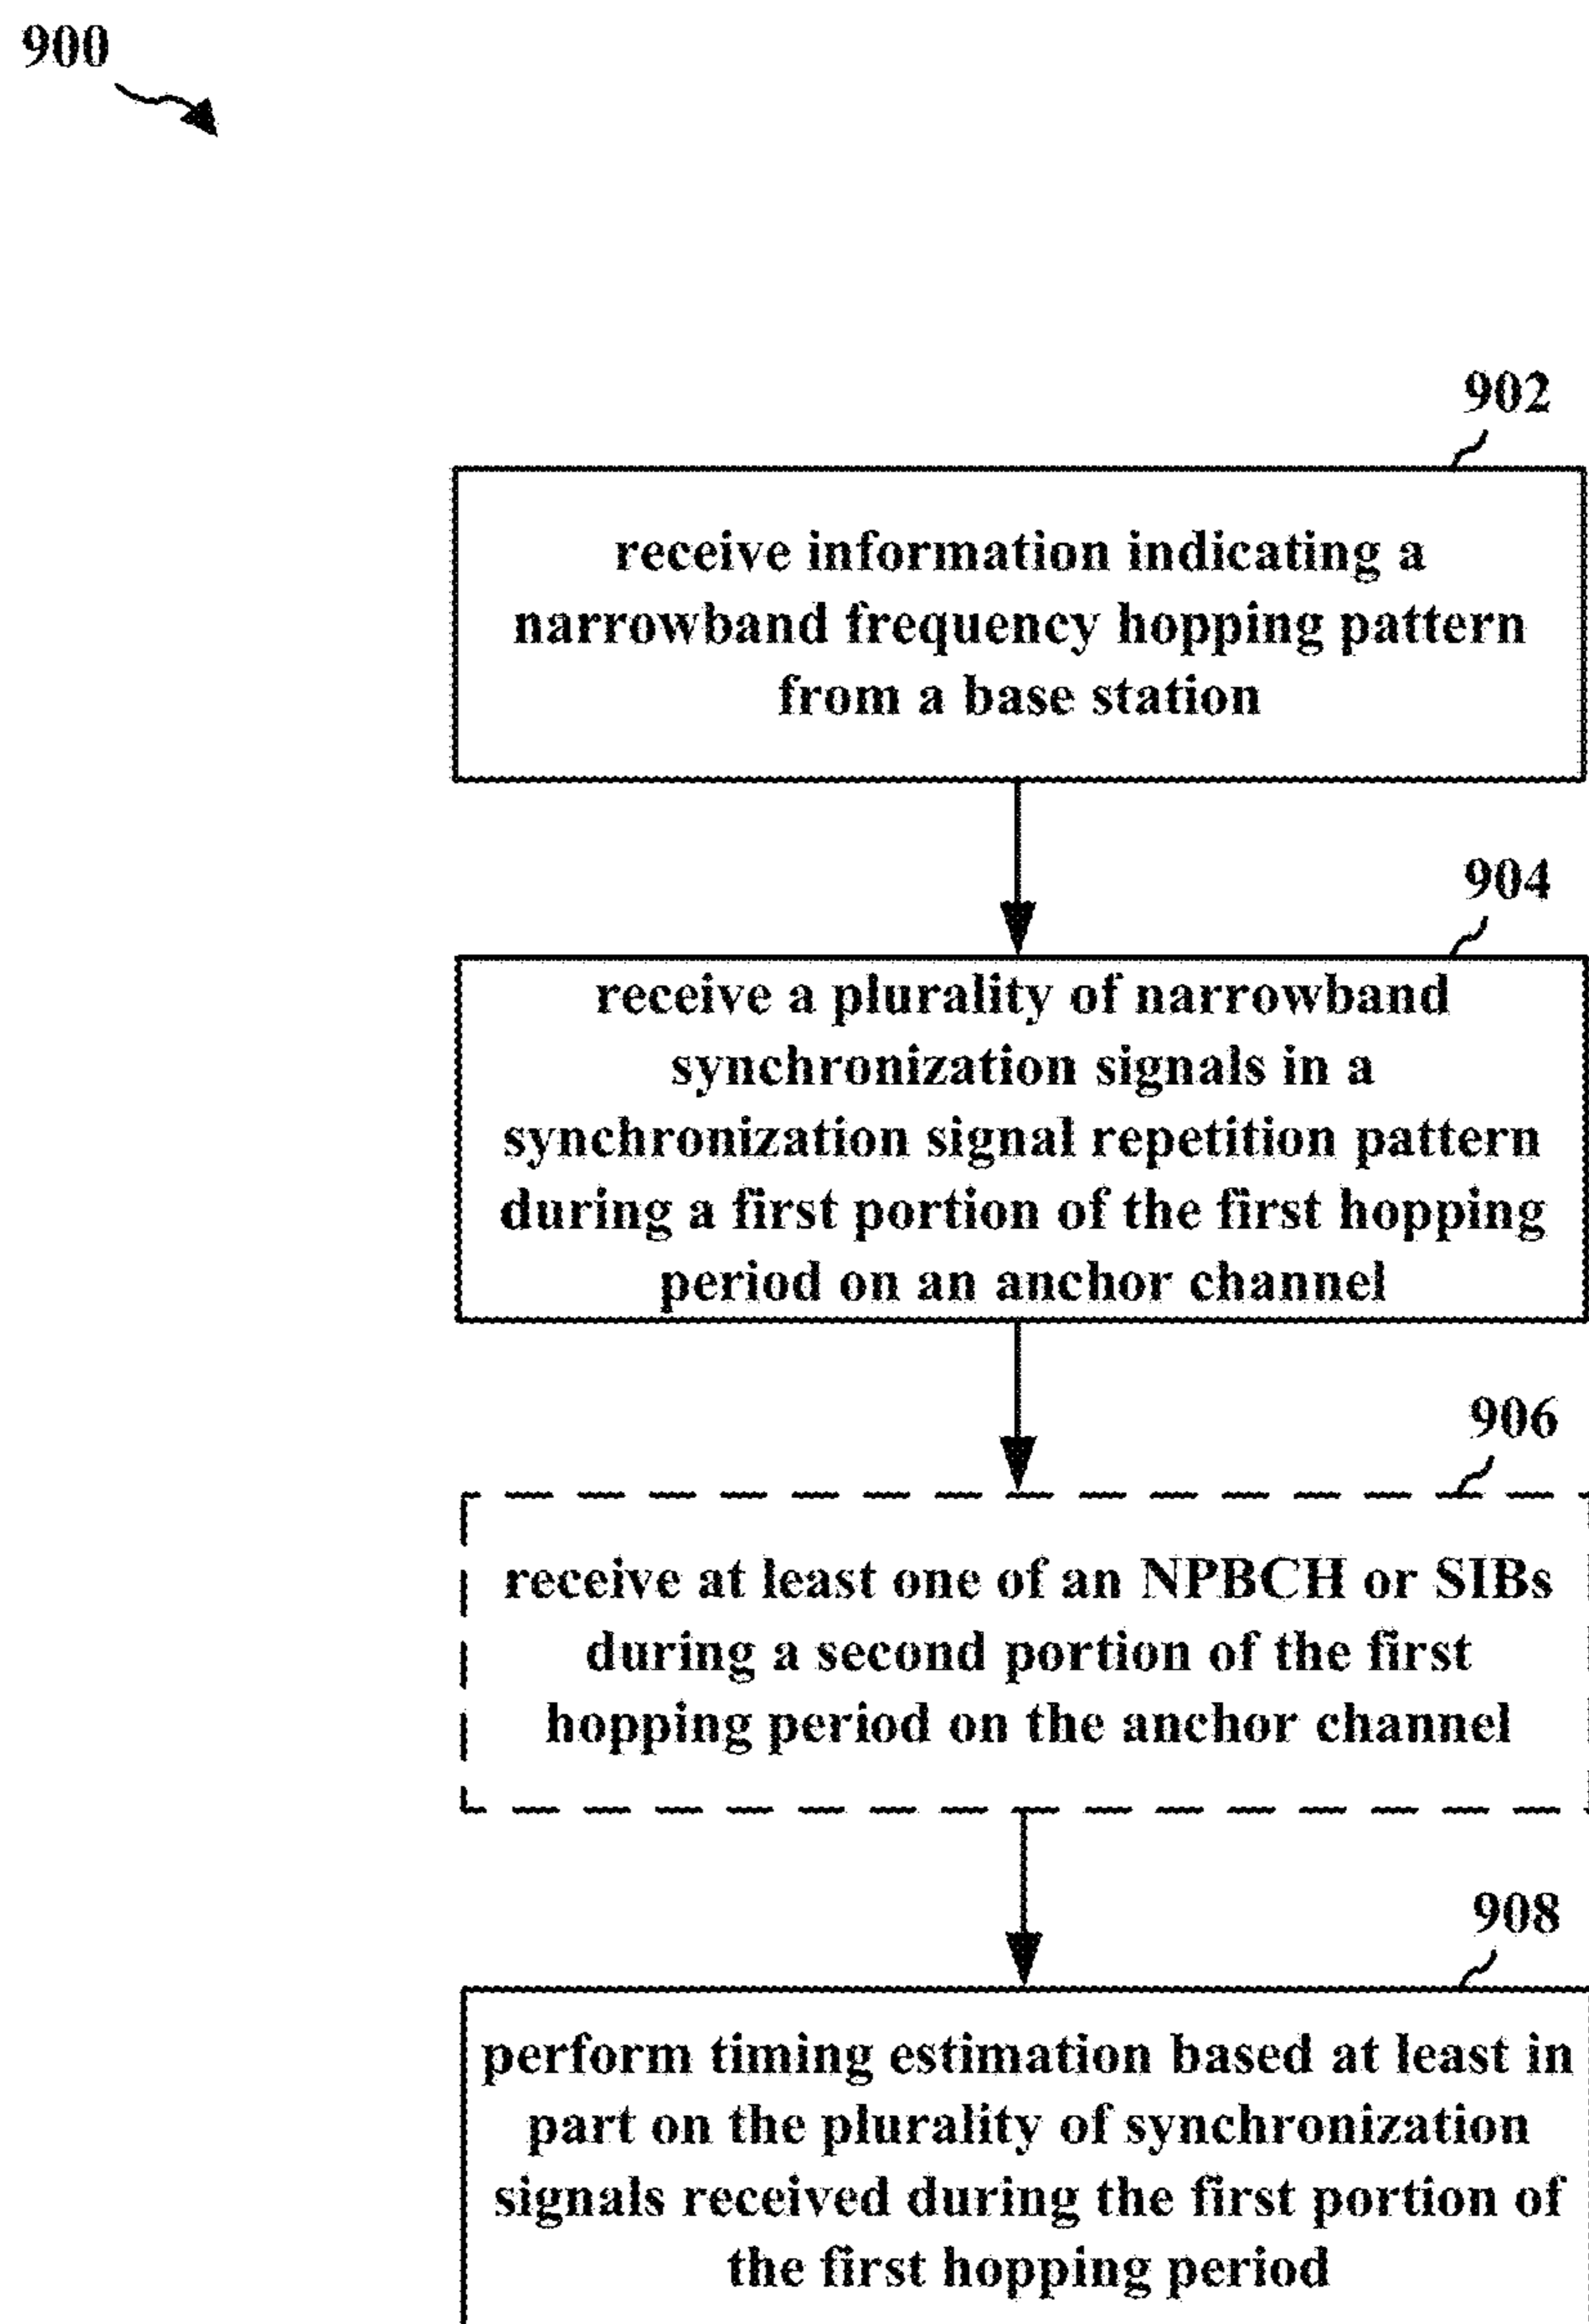 900
902
receive information indicating a
narrowband frequency hopping pattern
from a base station
904
receive a plurality of narrowband
synchronization signals in a
synchronization signal repetition pattern
during a first portion of the first hopping
period on an anchor channel
906
receive at least one of an NPBCH or SIBs
during a second portion of the first
hopping period on the anchor channel
908
perform timing estimation based at least in
part on the plurality of synchronization
signals received during the first portion of
the first hopping period